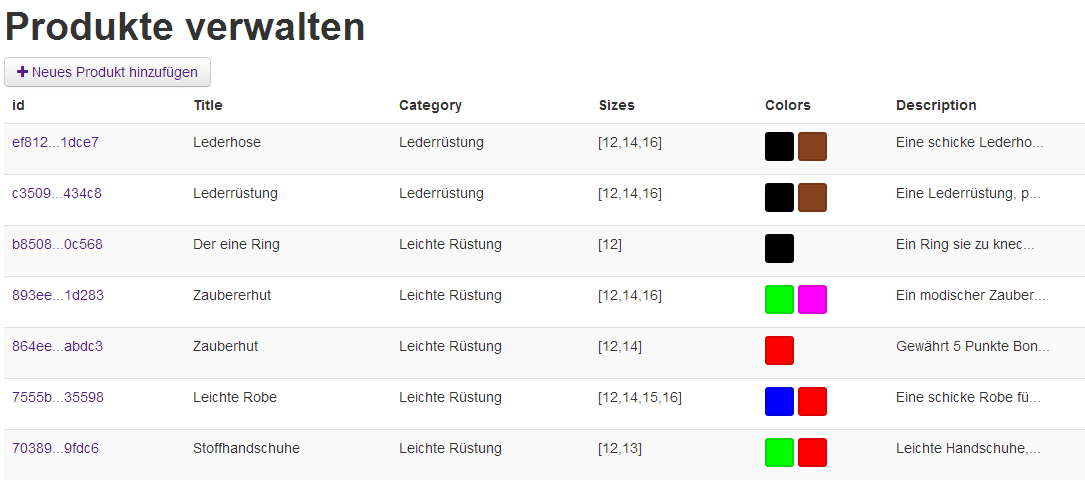 Produkte verwalten
Neues Produkt hinzufügen
id Title Category Sizes Colors Description
ef812...1dce7 Lederhose Lederrüstung [12,14,16] Eine schicke Lederho...
c3509...434c8 Lederrüstung Lederrüstung [12,14,16] Eine Lederrüstung, p...
b8508...0c568 Der eine Ring Leichte Rüstung [12] Ein Ring sie zu knec...
893ee...1d283 Zaubererhut Leichte Rüstung [12,14,16] Ein modischer Zauber...
864ee...abdc3 Zauberhut Leichte Rüstung [12,14] Gewährt 5 Punkte Bon...
7555b...35598 Leichte Robe Leichte Rüstung [12,14,15,16] Eine schicke Robe fü...
70389...9fdc6 Stoffhandschuhe Leichte Rüstung [12,13] Leichte Handschuhe,...